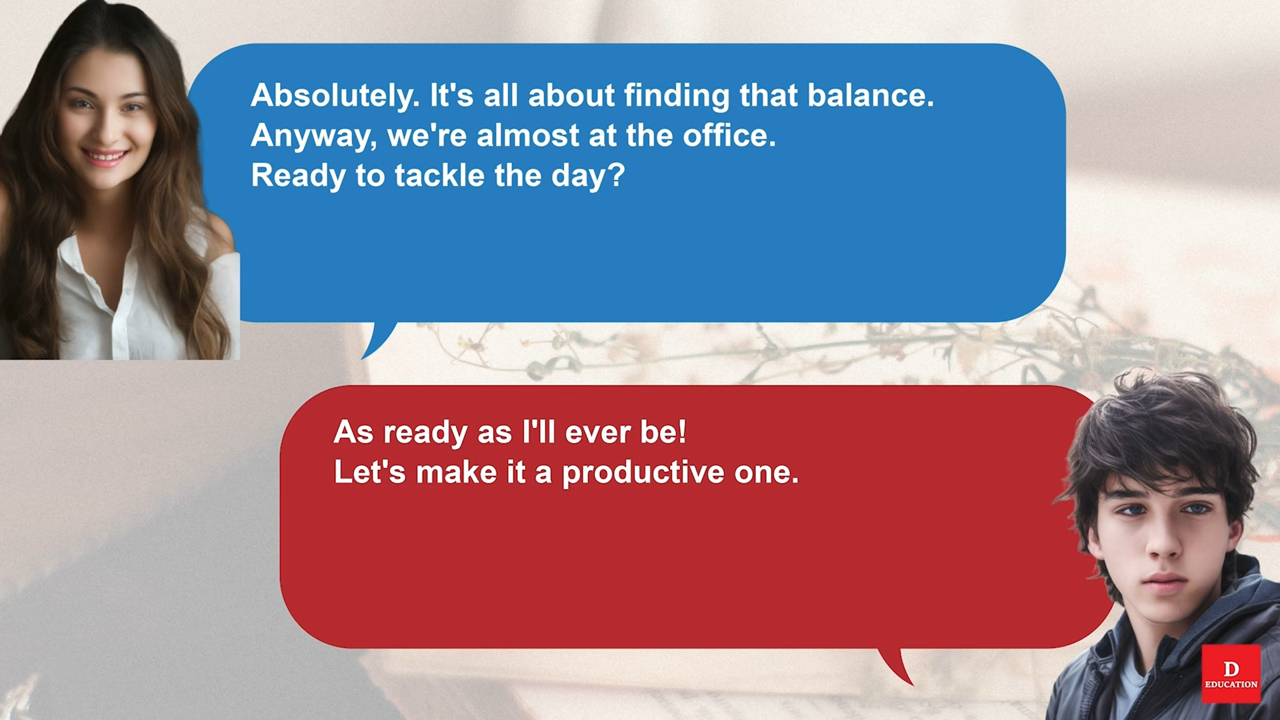 Absolutely. It's all about finding that balance.
Anyway, we're almost at the office.
Ready to tackle the day?
As ready as I'll ever be!
Let's make it a productive one.
D
EDUCATION